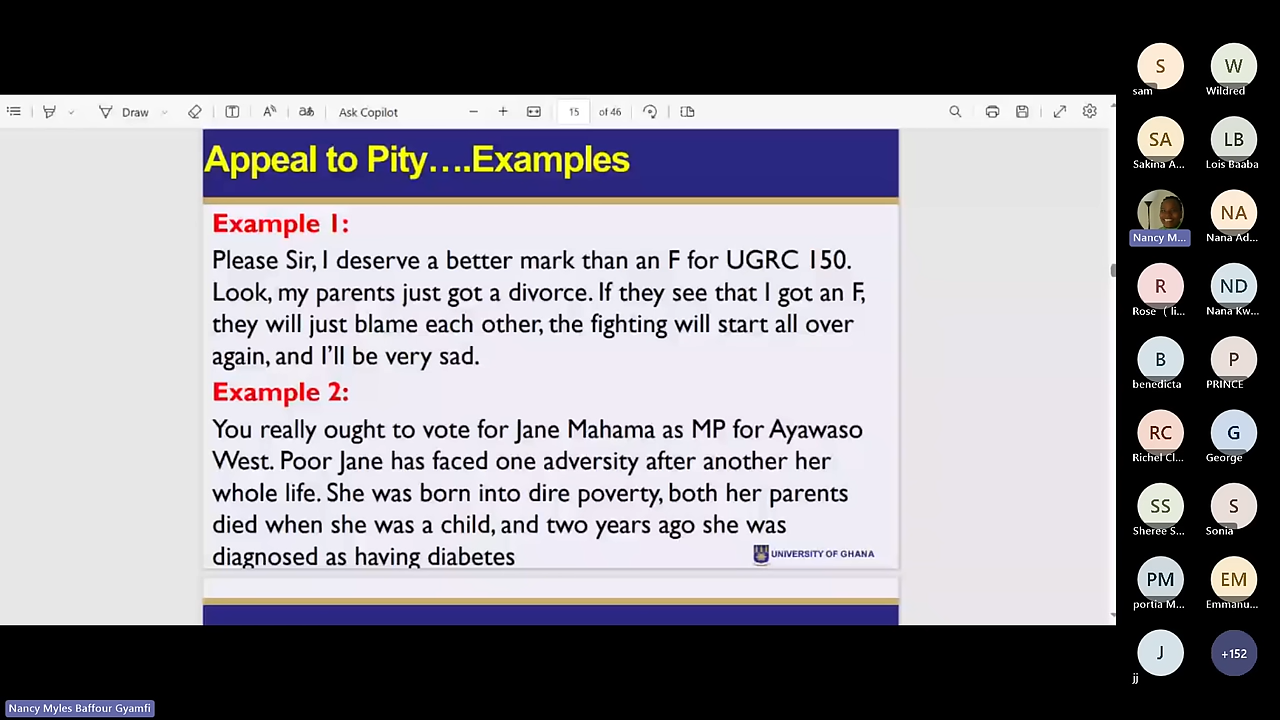 Draw
Ask Copilot
15 of 46
Appeal to Pity….Examples
Example 1:
Please Sir, I deserve a better mark than an F for UGRC 150.
Look, my parents just got a divorce. If they see that I got an F,
they will just blame each other, the fighting will start all over
again, and I'll be very sad.
Example 2:
You really ought to vote for Jane Mahama as MP for Ayawaso
West. Poor Jane has faced one adversity after another her
whole life. She was born into dire poverty, both her parents
died when she was a child, and two years ago she was
diagnosed as having diabetes
UNIVERSITY OF GHANA
S W
sam Wildred
SA LB
Sakina A... Lois Baaba
NA
Nancy M... Nana Ad...
R ND
Rose ( li... Nana Kw...
B P
benedicta PRINCE
RC G
Richel Cl... George
SS S
Sheree S... Sonia
PM EM
portia M... Emmanu...
J +152
jj
Nancy Myles Baffour Gyamfi